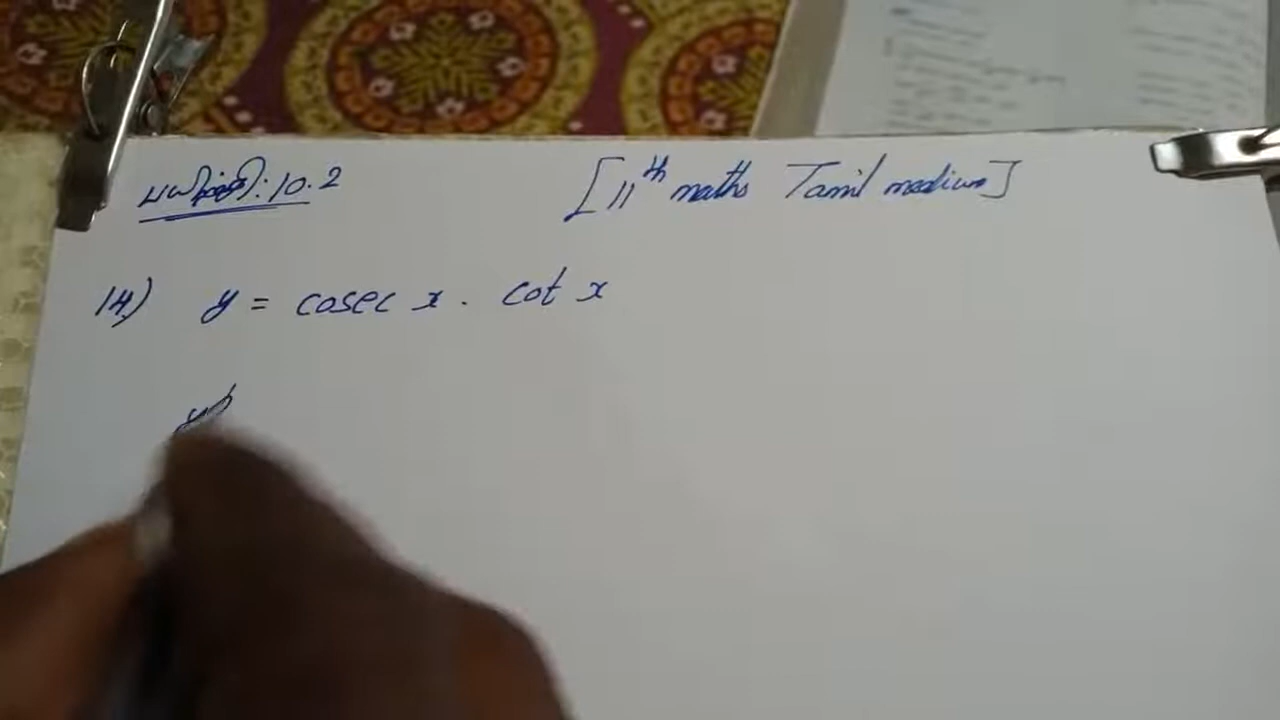 பயிற்சி: 10.2
[11th maths Tamil medium]
14) y = cosec x . cot x